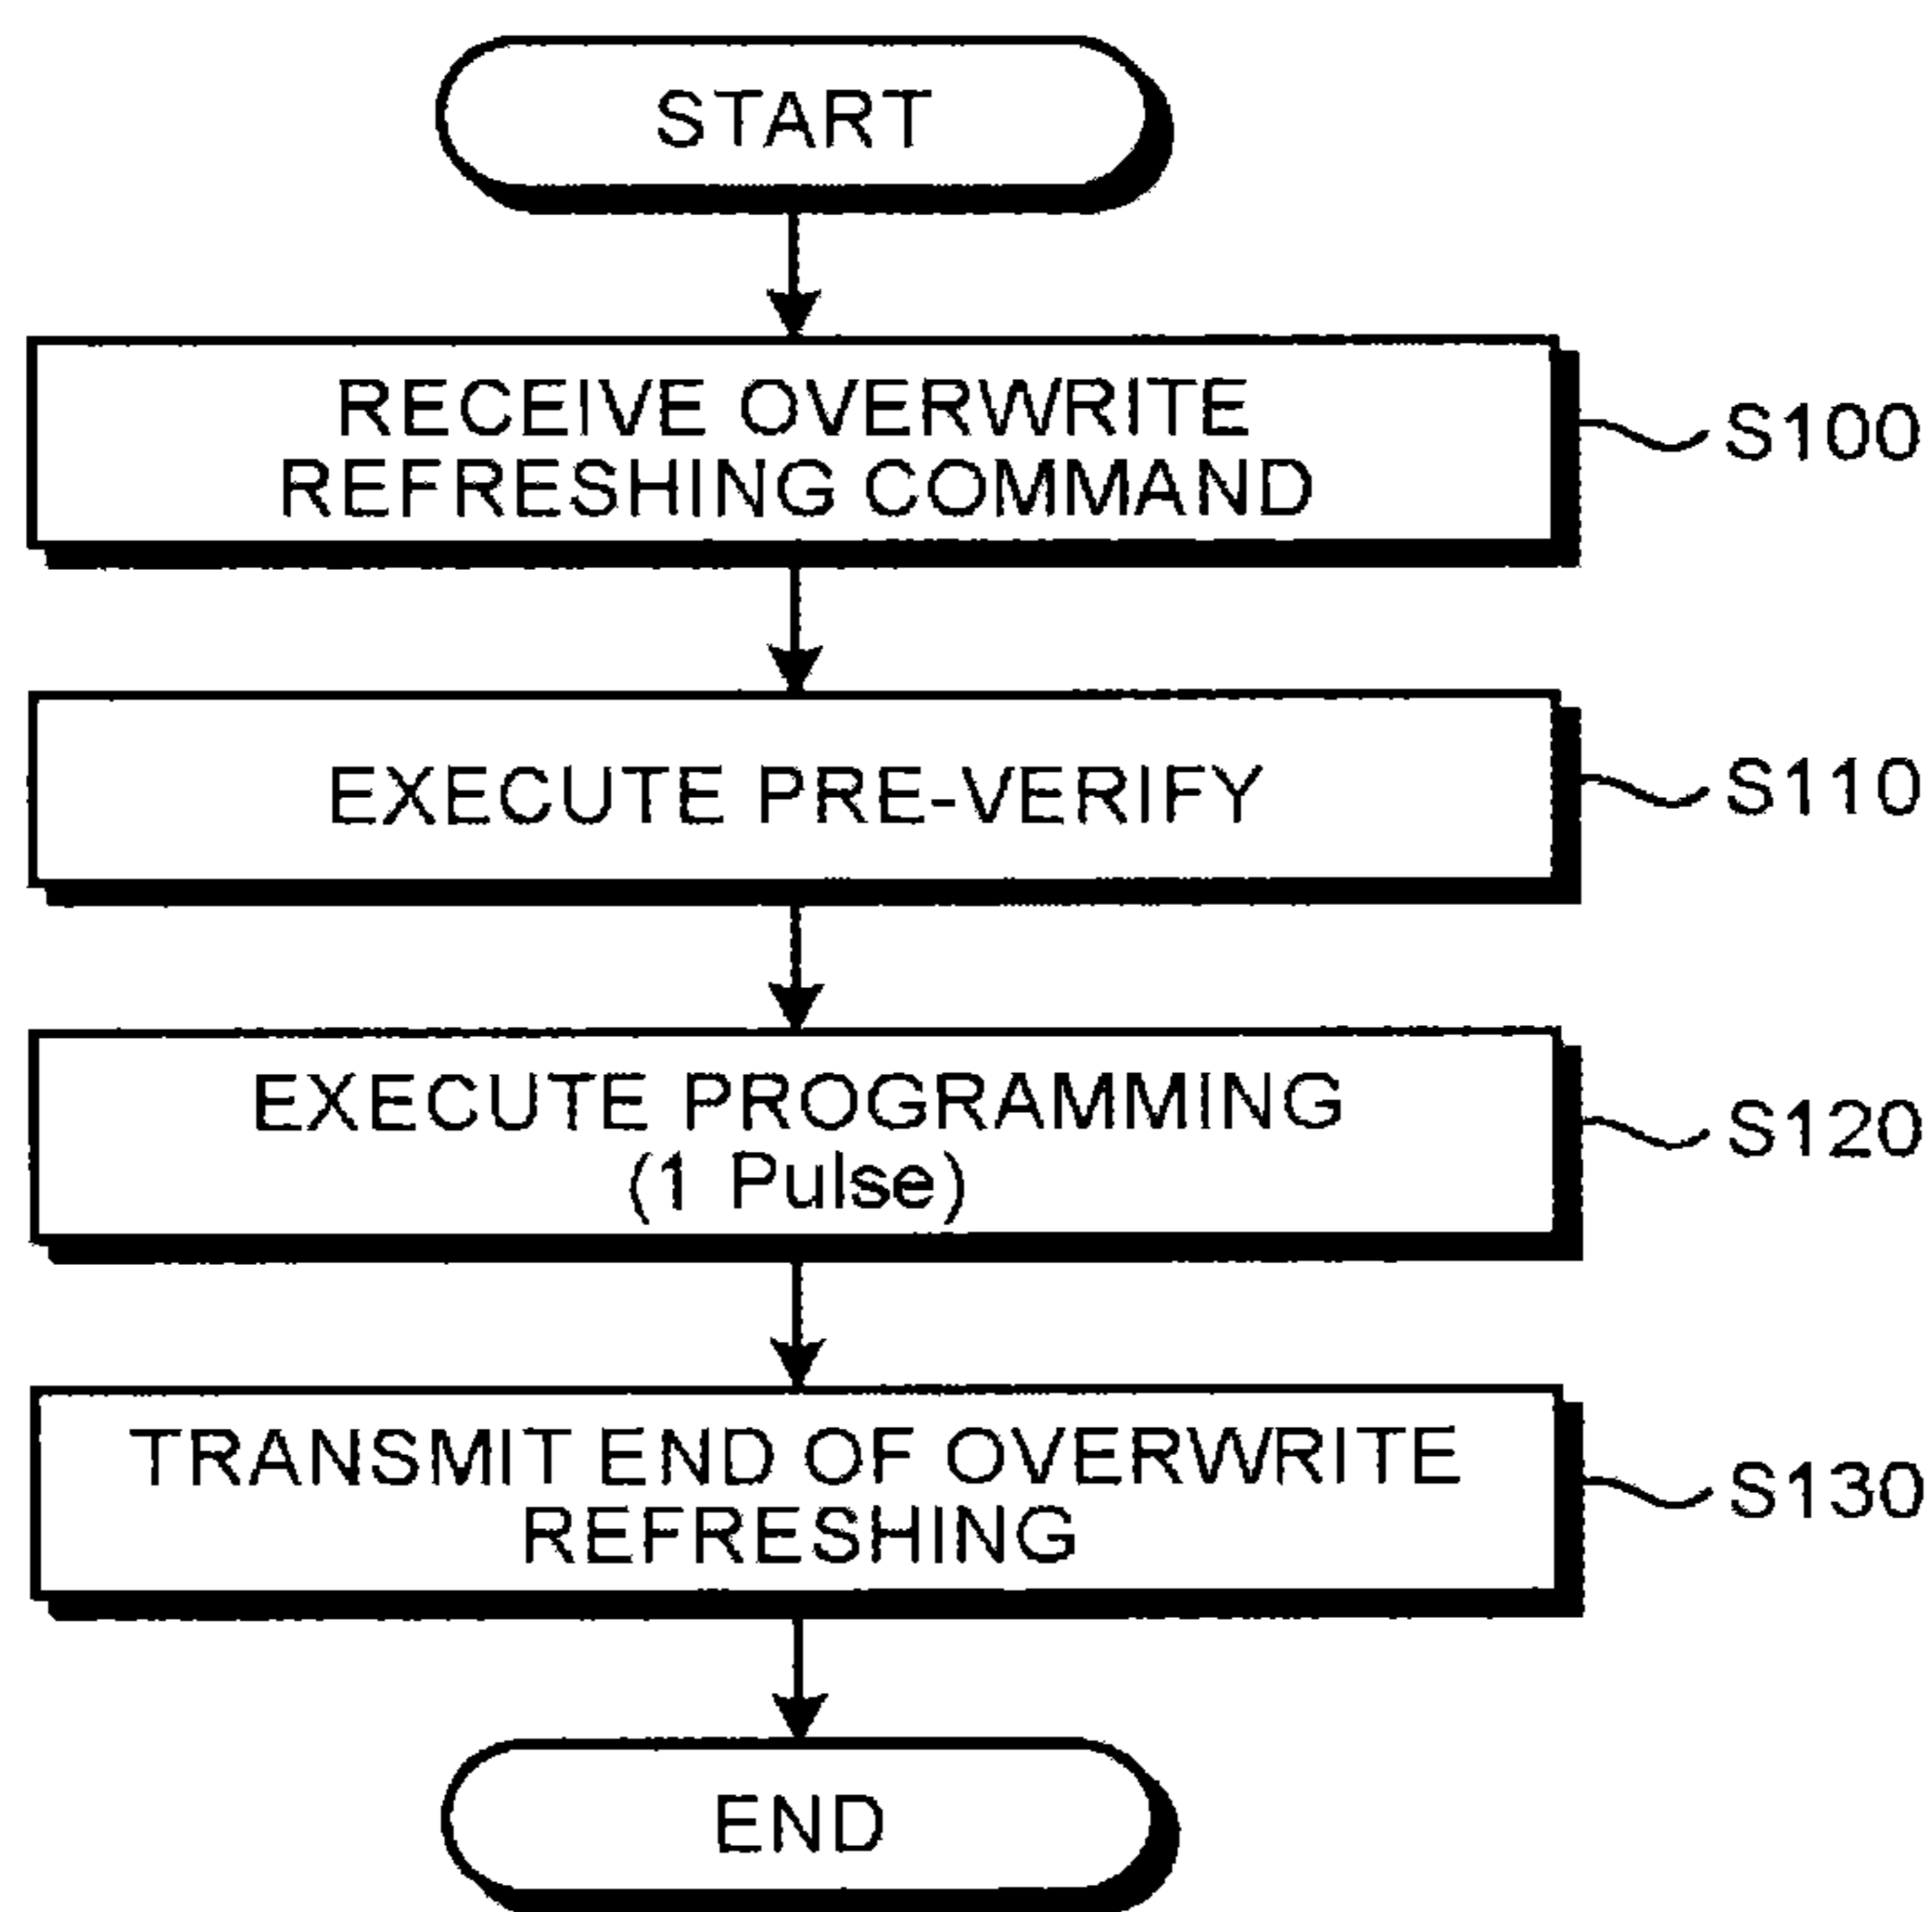 START
RECEIVE OVERWRITE
REFRESHING COMMAND
S100
EXECUTE PRE-VERIFY
S110
EXECUTE PROGRAMMING
(1 Pulse)
S120
TRANSMIT END OF OVERWRITE
REFRESHING
S130
END